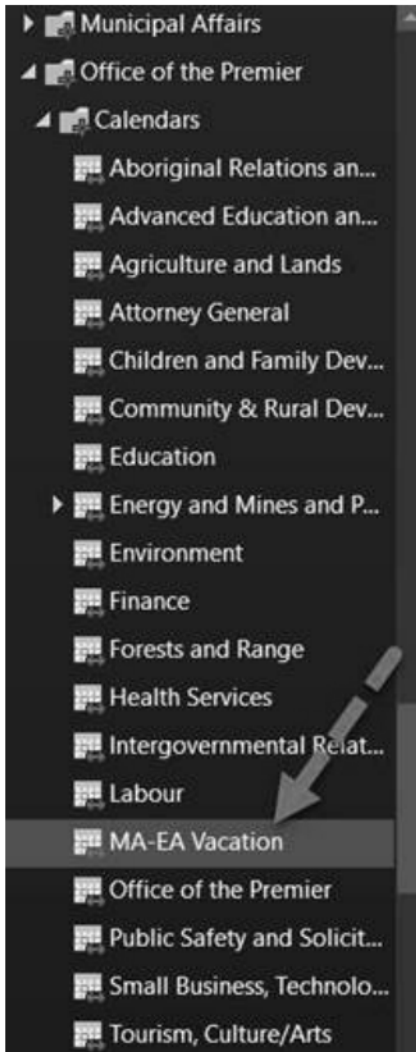 Municipal Affairs
Office of the Premier
Calendars
Aboriginal Relations an...
Advanced Education an...
Agriculture and Lands
Attorney General
Children and Family Dev...
Community & Rural Dev...
Education
Energy and Mines and P...
Environment
Finance
Forests and Range
Health Services
Intergovernmental Relat...
Labour
MA-EA Vacation
Office of the Premier
Public Safety and Solicit...
Small Business, Technolo...
Tourism, Culture/Arts